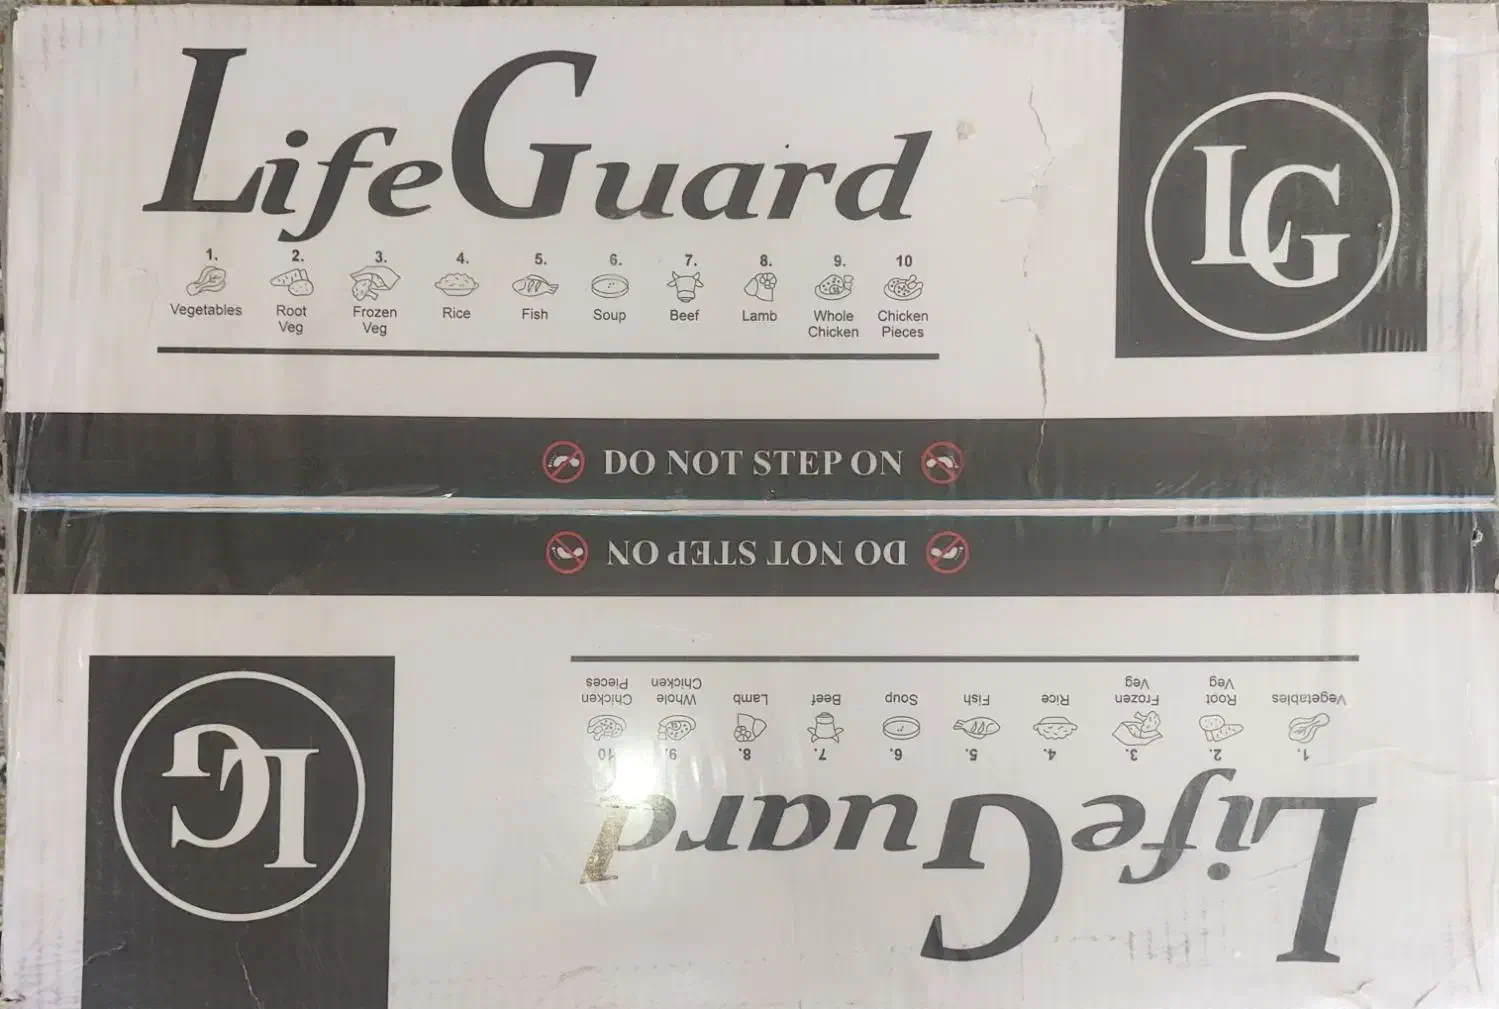 LifeGuard
LG
1. 2. 3. 4. 5. 6. 7. 8. 9. 10
Vegetables Root Veg Frozen Veg Rice Fish Soup Beef Lamb Whole Chicken Chicken Pieces
DO NOT STEP ON
DO NOT STEP ON
LifeGuard
LG
1. 2. 3. 4. 5. 6. 7. 8. 9. 10
Vegetables Root Veg Frozen Veg Rice Fish Soup Beef Lamb Whole Chicken Chicken Pieces